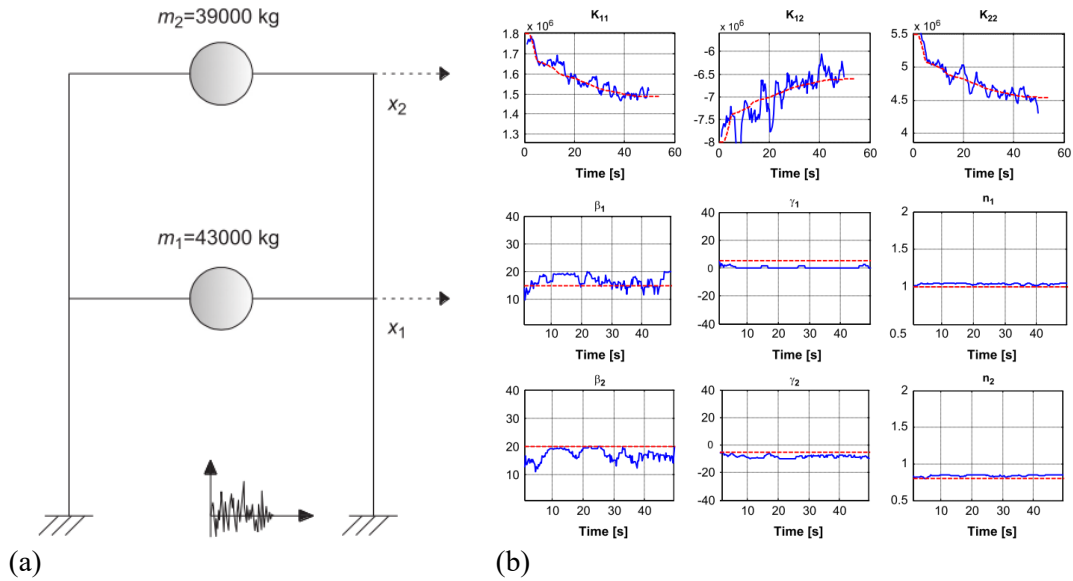 m2=39000 kg
x2
m1=43000 kg
x1
(a)
K11
x 10^6
1.8
1.7
1.6
1.5
1.4
1.3
0 20 40 60
Time [s]
K12
x 10^6
-6
-6.5
-7
-7.5
-8
0 20 40 60
Time [s]
K22
x 10^6
5.5
5
4.5
4
0 20 40 60
Time [s]
β1
40
30
20
10
10 20 30 40
Time [s]
γ1
40
20
0
-20
-40
10 20 30 40
Time [s]
n1
2
1.5
1
0.5
10 20 30 40
Time [s]
β2
40
30
20
10
10 20 30 40
Time [s]
γ2
40
20
0
-20
-40
10 20 30 40
Time [s]
n2
2
1.5
1
0.5
10 20 30 40
Time [s]
(b)